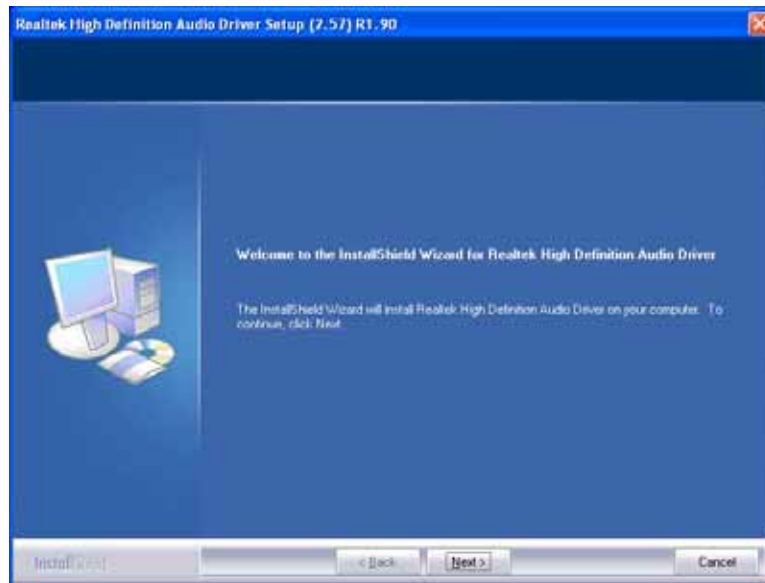 Realtek High Definition Audio Driver Setup (2.57) R1.90
Welcome to the InstallShield Wizard for Realtek High Definition Audio Driver
The InstallShield Wizard will install Realtek High Definition Audio Driver on your computer. To
continue, click Next
InstallShield
< Back
Next >
Cancel